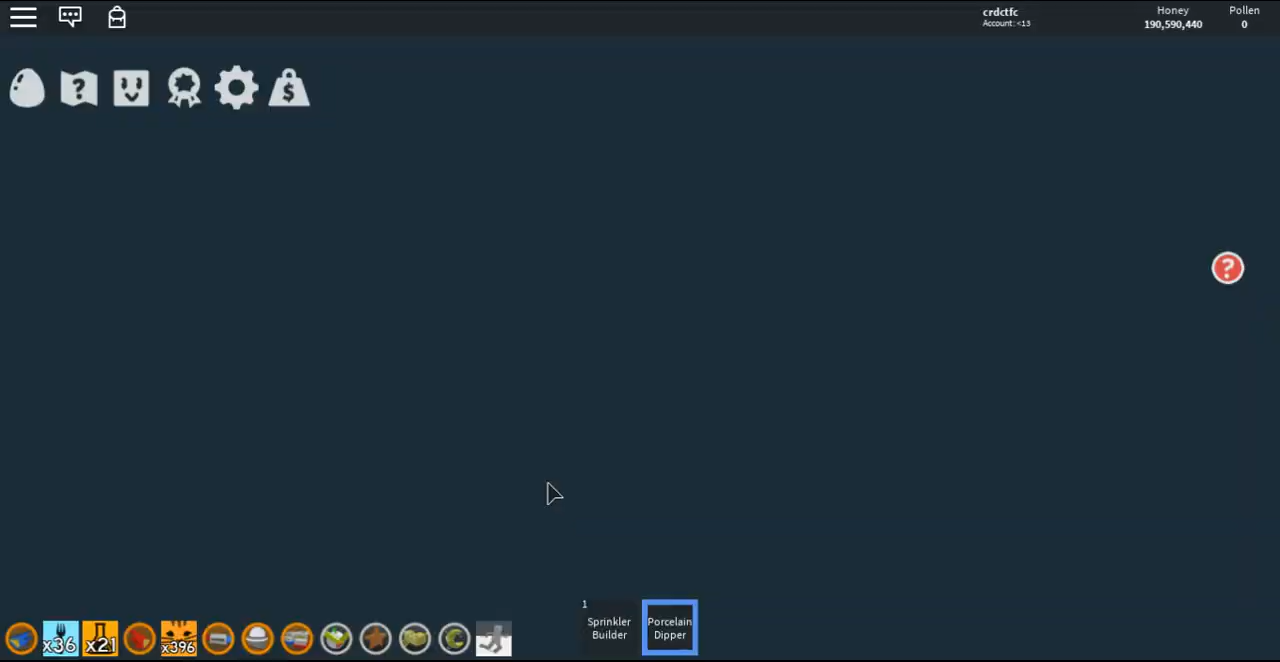 crdctfc
Account: <13
Honey
190,590,440
Pollen
0
?
$
?
1
Sprinkler
Builder
Porcelain
Dipper
x36
x21
x396